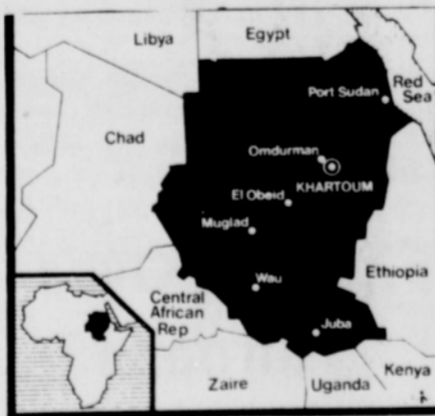 Libya
Egypt
Port Sudan
Red
Sea
Chad
Omdurman
KHARTOUM
El Obeid
Muglad
Ethiopia
Wau
Central
African
Rep
Juba
Zaire
Uganda
Kenya